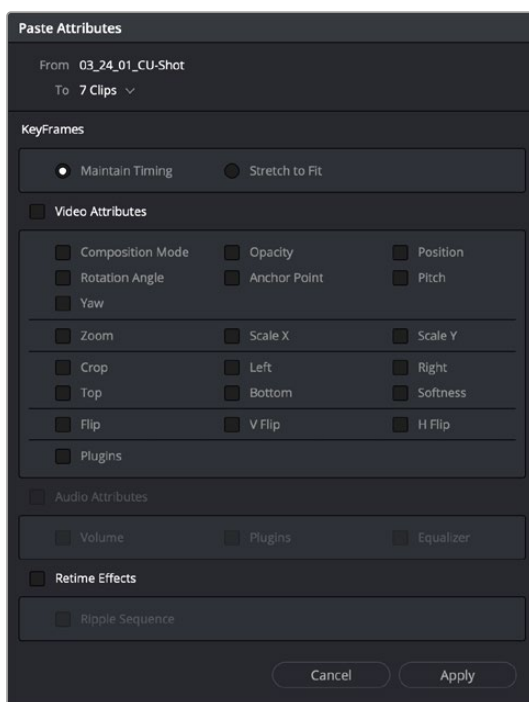 Paste Attributes
From 03_24_01_CU-Shot
To 7 Clips
KeyFrames
Maintain Timing Stretch to Fit
Video Attributes
Composition Mode Opacity Position
Rotation Angle Anchor Point Pitch
Yaw
Zoom Scale X Scale Y
Crop Left Right
Top Bottom Softness
Flip V Flip H Flip
Plugins
Audio Attributes
Volume Plugins Equalizer
Retime Effects
Ripple Sequence
Cancel Apply